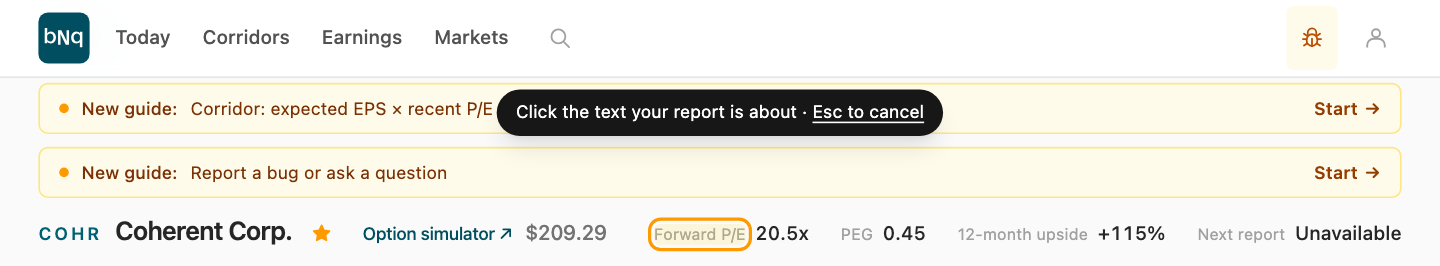 bNq Today Corridors Earnings Markets
New guide: Corridor: expected EPS × recent P/E Start →
Click the text your report is about · Esc to cancel
New guide: Report a bug or ask a question Start →
COHR Coherent Corp. Option simulator ↗ $209.29 Forward P/E 20.5x PEG 0.45 12-month upside +115% Next report Unavailable